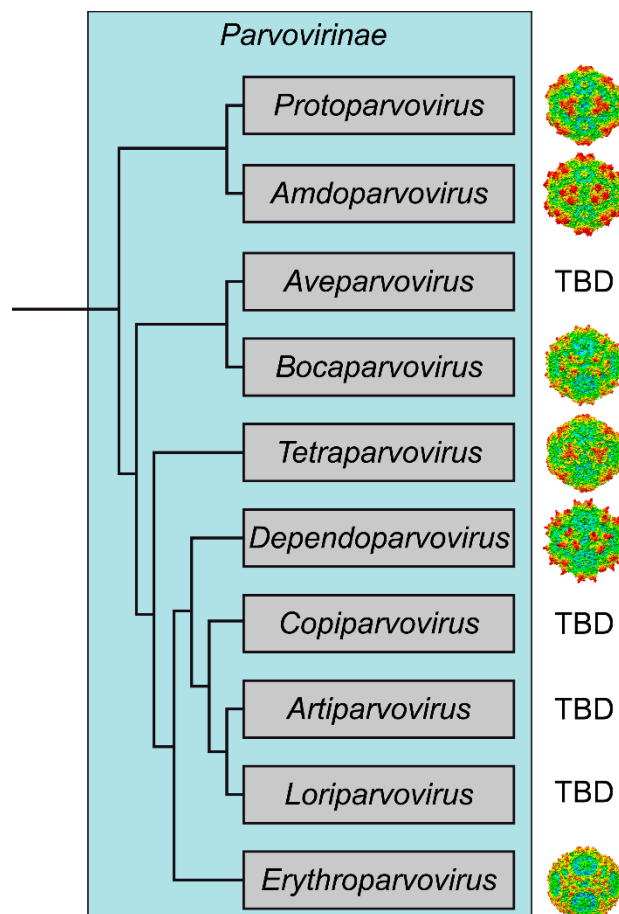 Parvovirinae
Protoparvovirus
Amdoparvovirus
Aveparvovirus TBD
Bocaparvovirus
Tetraparvovirus
Dependoparvovirus
Copiparvovirus TBD
Artiparvovirus TBD
Loriparvovirus TBD
Erythroparvovirus